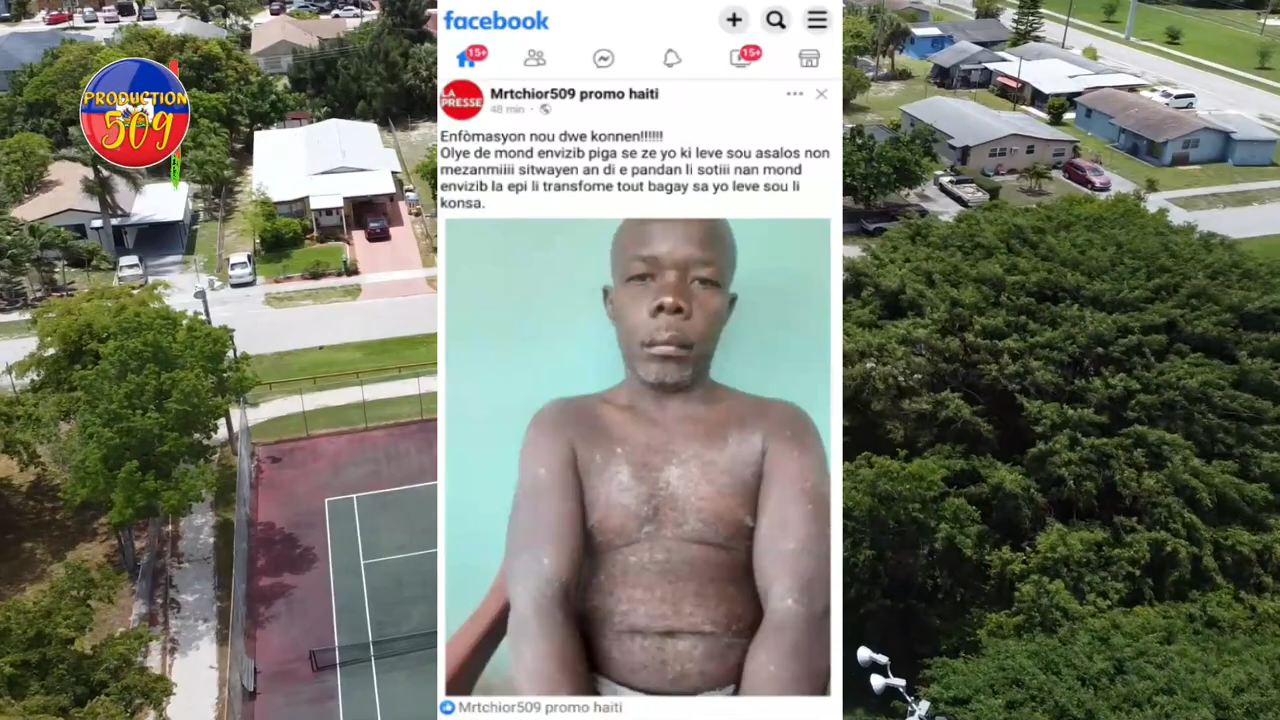 PRODUCTION
509
facebook
15+
15+
LA
PRESSE
Mrtchior509 promo haiti
48 min
Enfòmasyon nou dwe konnen!!!!!!
Olye de mond envizib piga se ze yo ki leve sou asalos non
mezanmiiii sitwayen an di e pandan li sotiii nan mond
envizib la epi li transfome tout bagay sa yo leve sou li
konsa.
Mrtchior509 promo haiti